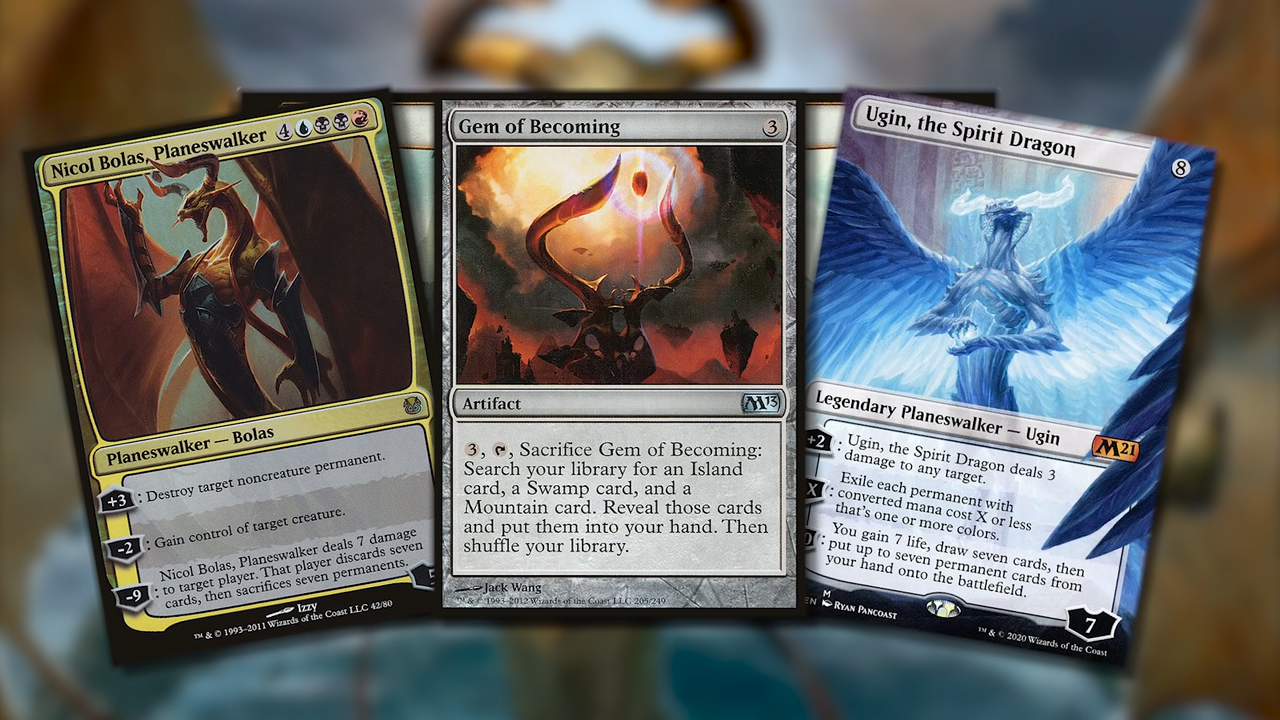 Nicol Bolas, Planeswalker 4
Planeswalker — Bolas
+3 : Destroy target noncreature permanent.
-2 : Gain control of target creature.
Nicol Bolas, Planeswalker deals 7 damage
-9 : to target player. That player discards seven
cards, then sacrifices seven permanents.
Izzy
™ & © 1993–2011 Wizards of the Coast LLC 42/80
Gem of Becoming 3
Artifact M13
3, , Sacrifice Gem of Becoming:
Search your library for an Island
card, a Swamp card, and a
Mountain card. Reveal those cards
and put them into your hand. Then
shuffle your library.
Jack Wang
™ & © 1993–2012 Wizards of the Coast LLC 205/249
Ugin, the Spirit Dragon
8
Legendary Planeswalker — Ugin M21
+2 : Ugin, the Spirit Dragon deals 3
damage to any target.
Exile each permanent with
X : converted mana cost X or less
that's one or more colors.
You gain 7 life, draw seven cards, then
: put up to seven permanent cards from
your hand onto the battlefield.
M
EN Ryan Pancoast
7
™ & © 2020 Wizards of the Coast